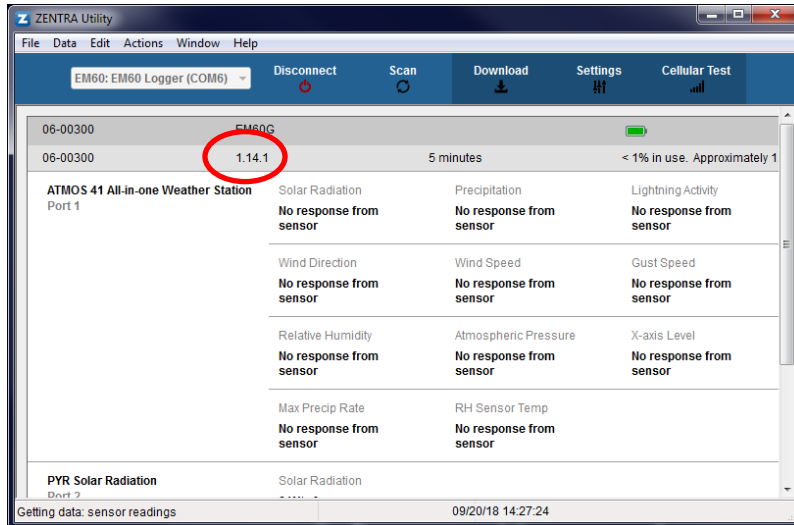 ZENTRA Utility
File Data Edit Actions Window Help
EM60: EM60 Logger (COM6)
Disconnect
Scan
Download
Settings
Cellular Test
06-00300 EM60G
06-00300 1.14.1 5 minutes < 1% in use. Approximately 1
ATMOS 41 All-in-one Weather Station
Port 1
Solar Radiation Precipitation Lightning Activity
No response from No response from No response from
sensor sensor sensor
Wind Direction Wind Speed Gust Speed
No response from No response from No response from
sensor sensor sensor
Relative Humidity Atmospheric Pressure X-axis Level
No response from No response from No response from
sensor sensor sensor
Max Precip Rate RH Sensor Temp
No response from No response from
sensor sensor
PYR Solar Radiation Solar Radiation
Port 2
Getting data: sensor readings 09/20/18 14:27:24